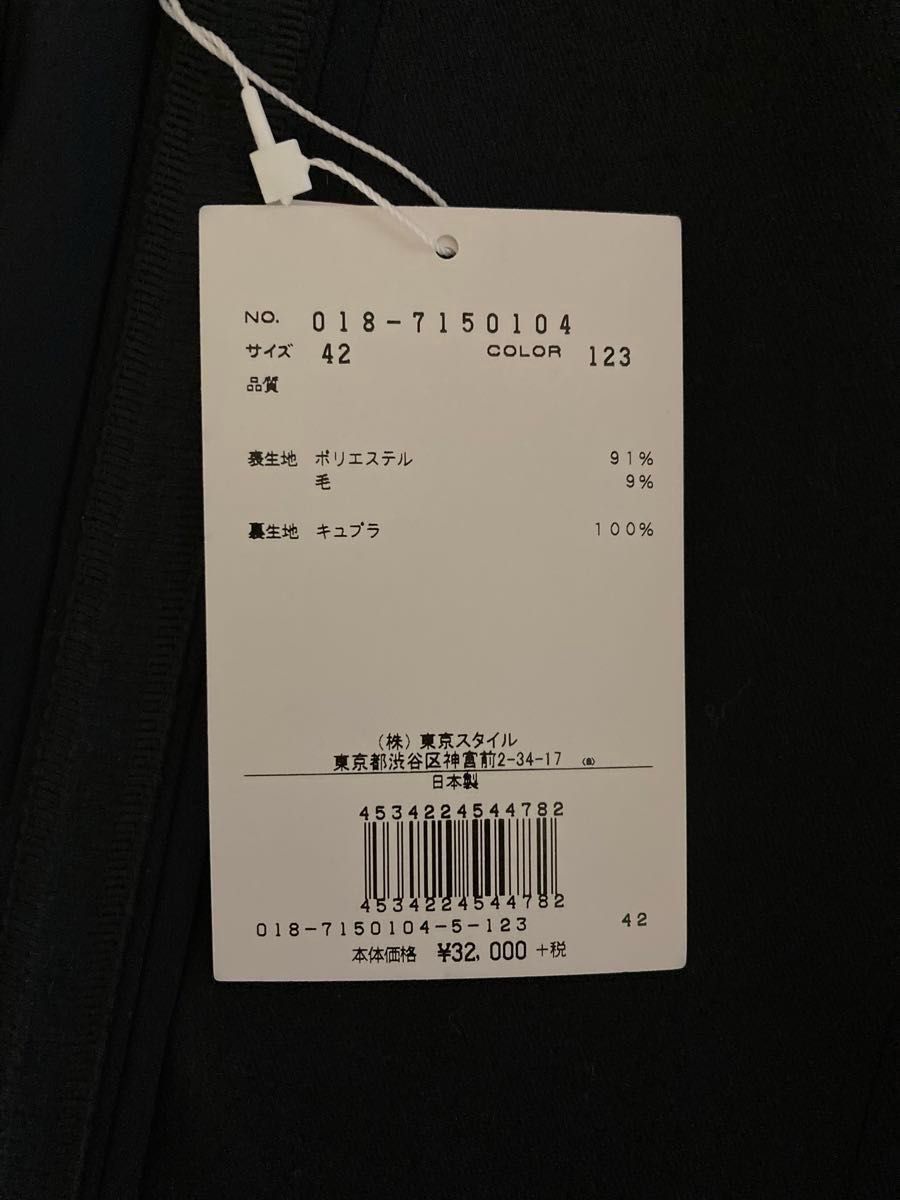 NO. 018-7150104
サイズ 42 COLOR 123
品質
表生地 ポリエステル 91%
毛 9%
裏生地 キュプラ 100%
(株)東京スタイル
東京都渋谷区神宮前2-34-17 (a)
日本製
4534224544782
4534224544782
018-7150104-5-123 42
本体価格 ¥32,000 +税